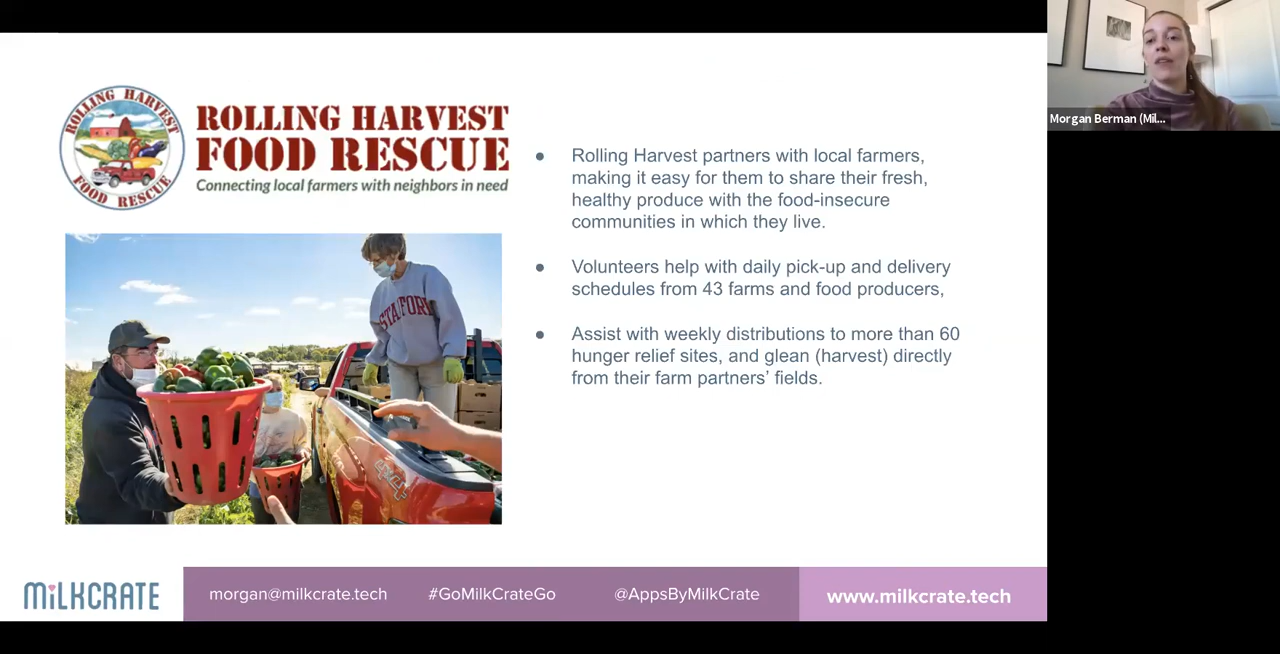 ROLLING HARVEST
FOOD RESCUE
ROLLING HARVEST
FOOD RESCUE
Connecting local farmers with neighbors in need
● Rolling Harvest partners with local farmers,
making it easy for them to share their fresh,
healthy produce with the food-insecure
communities in which they live.
● Volunteers help with daily pick-up and delivery
schedules from 43 farms and food producers,
● Assist with weekly distributions to more than 60
hunger relief sites, and glean (harvest) directly
from their farm partners’ fields.
STANFORD
4x4
Morgan Berman (Mil...
MiLKCRATE
morgan@milkcrate.tech
#GoMilkCrateGo
@AppsByMilkCrate
www.milkcrate.tech